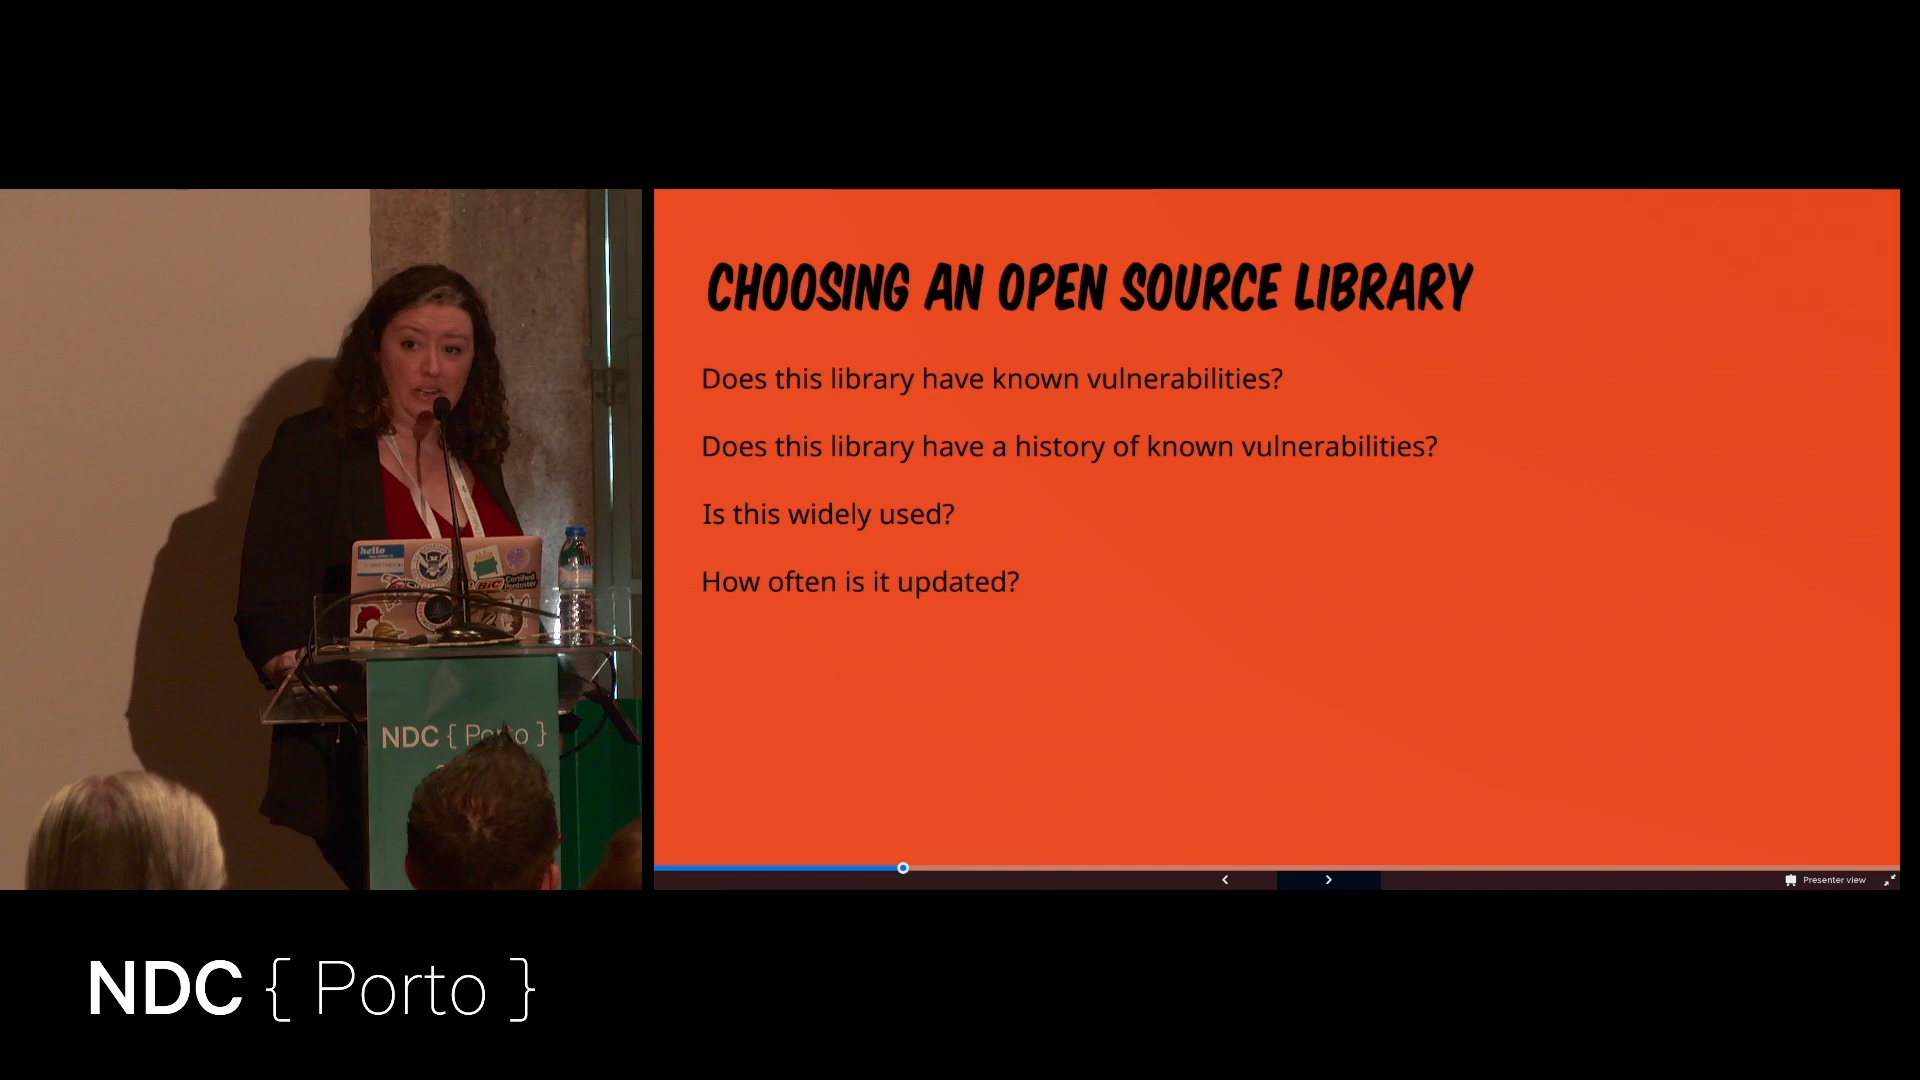 CHOOSING AN OPEN SOURCE LIBRARY
Does this library have known vulnerabilities?
Does this library have a history of known vulnerabilities?
Is this widely used?
How often is it updated?
Presenter view
hello
BiC Certified
Pentester
NDC { Porto }
NDC { Porto }